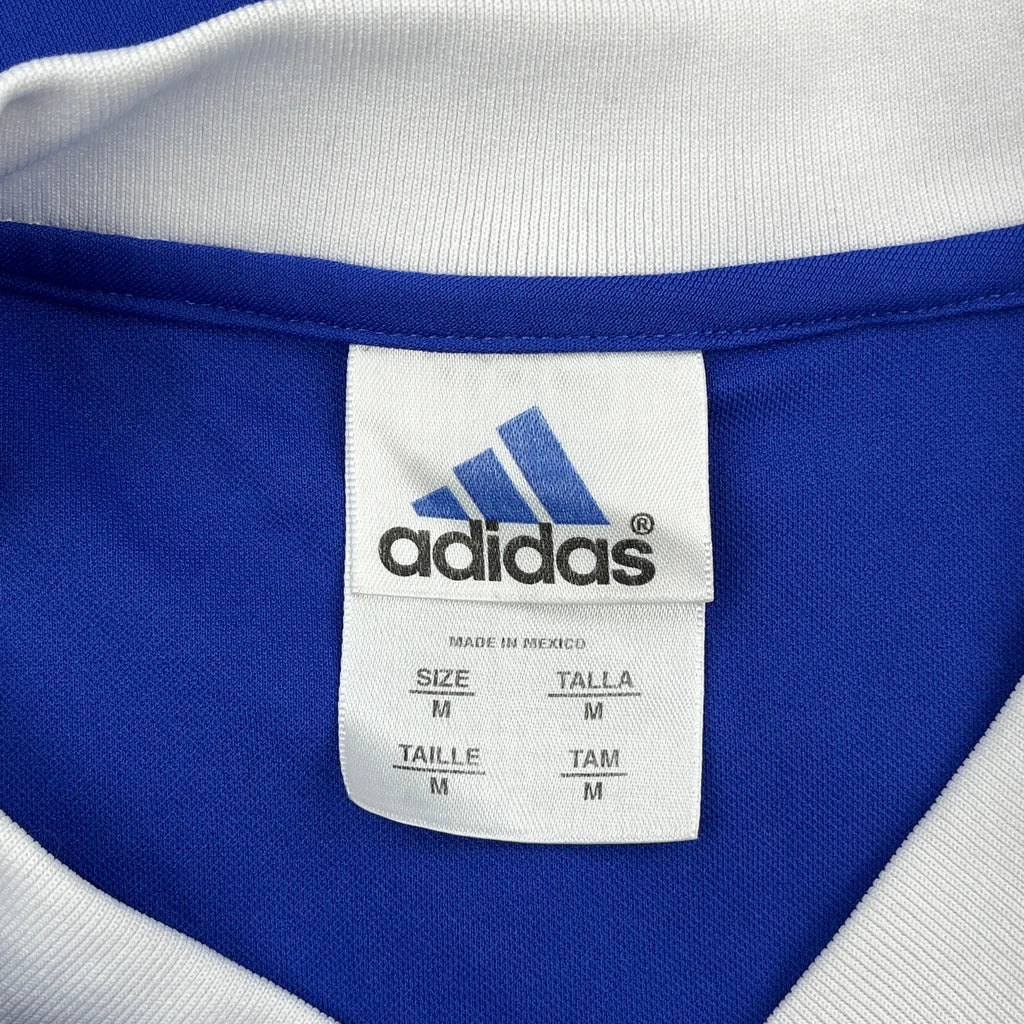 adidas®
MADE IN MEXICO
SIZE TALLA
M M
TAILLE TAM
M M